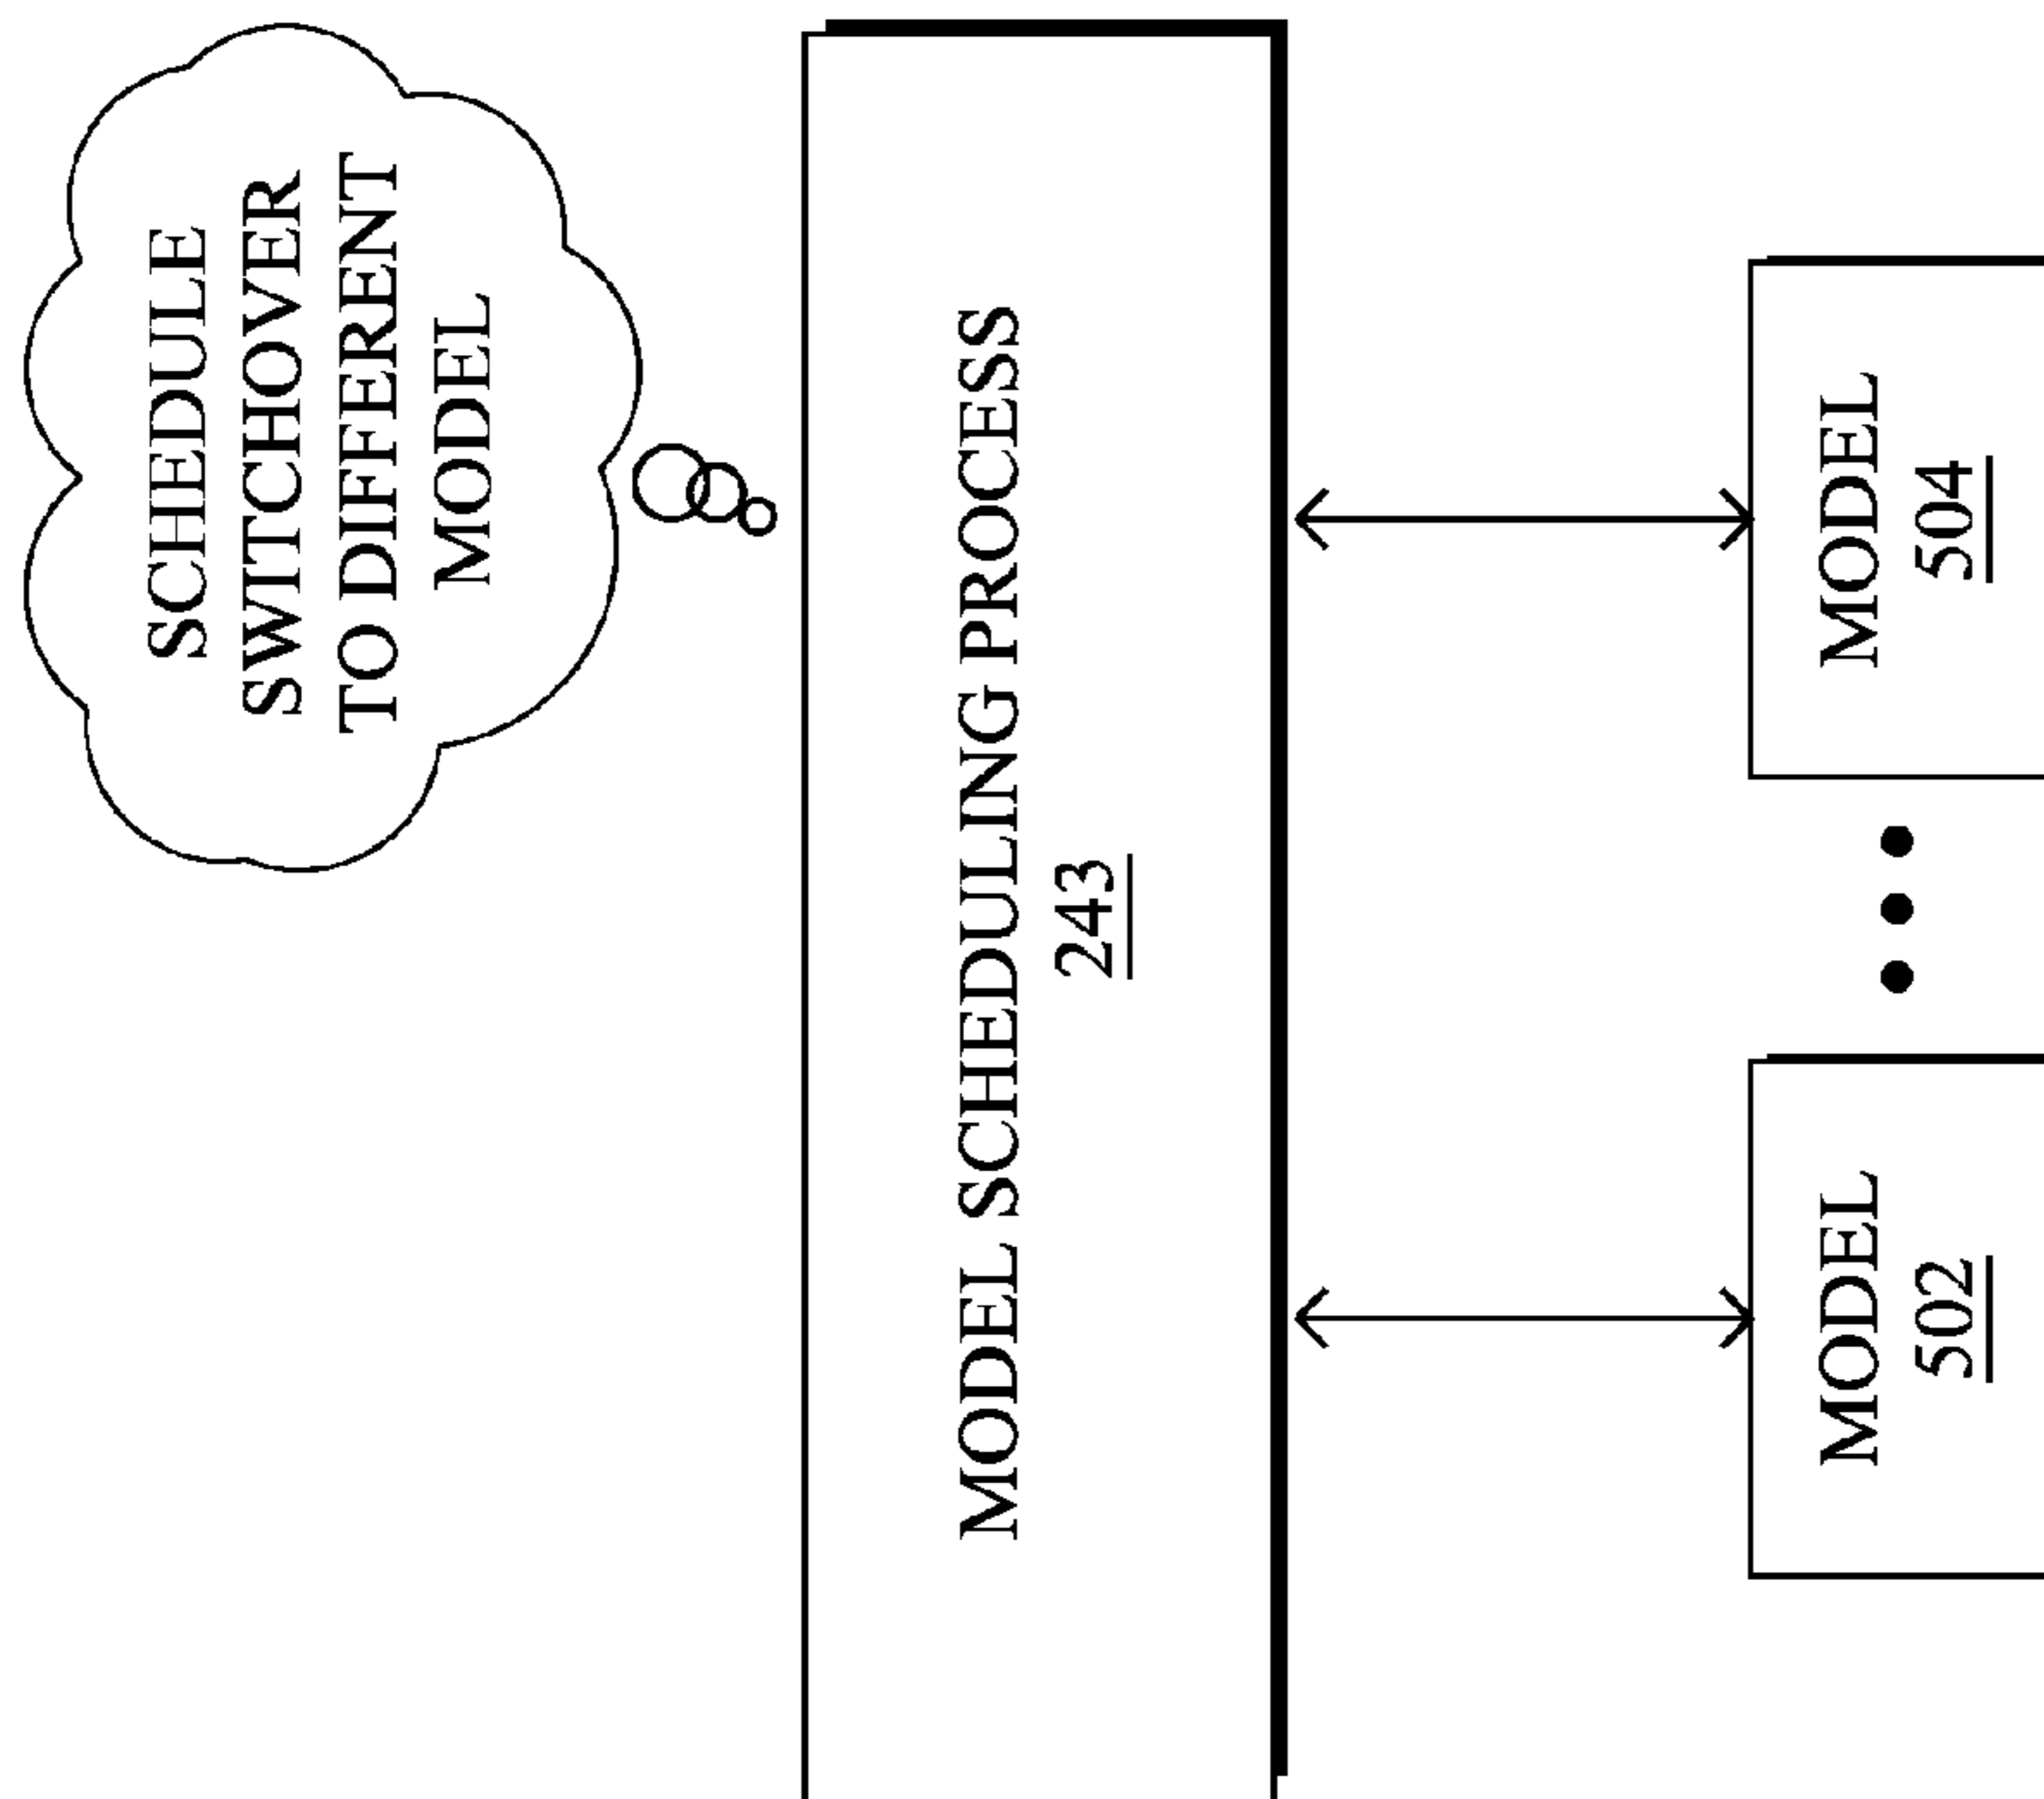 SCHEDULE
SWITCHOVER
TO DIFFERENT
MODEL
MODEL SCHEDULING PROCESS
243
MODEL
502
MODEL
504